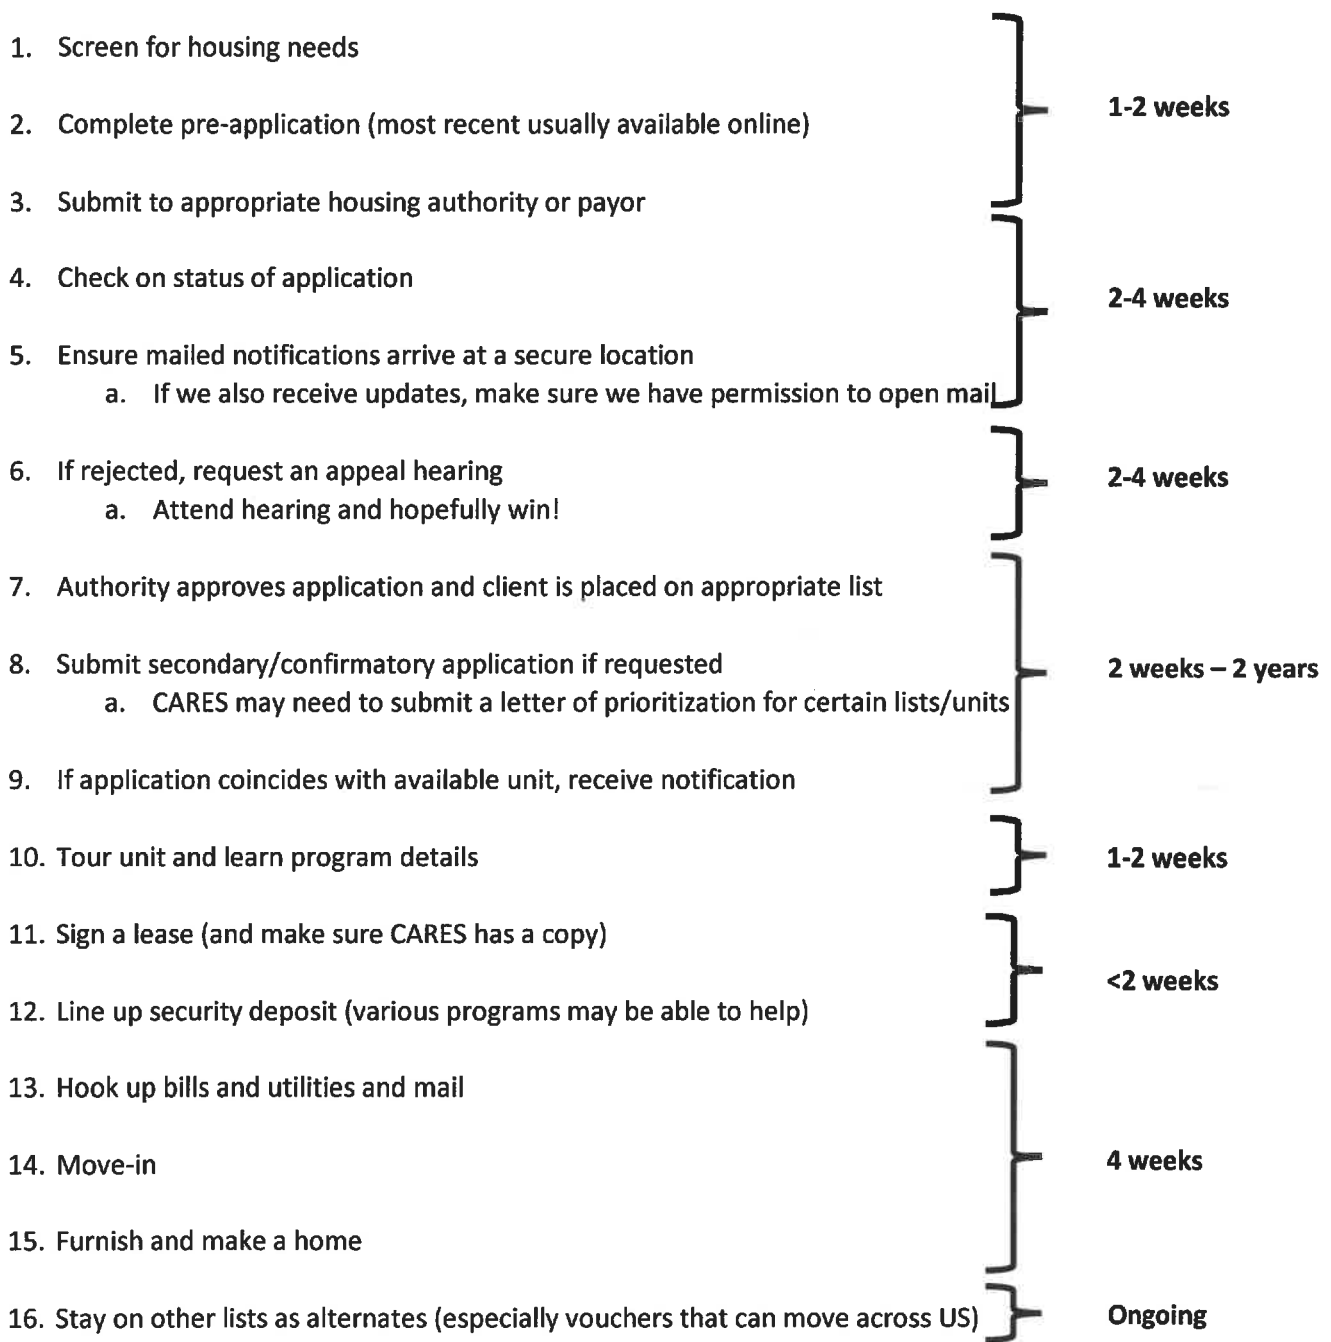 1. Screen for housing needs
1-2 weeks
2. Complete pre-application (most recent usually available online)
3. Submit to appropriate housing authority or payor
4. Check on status of application
2-4 weeks
5. Ensure mailed notifications arrive at a secure location
a. If we also receive updates, make sure we have permission to open mail
6. If rejected, request an appeal hearing
2-4 weeks
a. Attend hearing and hopefully win!
7. Authority approves application and client is placed on appropriate list
8. Submit secondary/confirmatory application if requested
2 weeks – 2 years
a. CARES may need to submit a letter of prioritization for certain lists/units
9. If application coincides with available unit, receive notification
10. Tour unit and learn program details
1-2 weeks
11. Sign a lease (and make sure CARES has a copy)
<2 weeks
12. Line up security deposit (various programs may be able to help)
13. Hook up bills and utilities and mail
14. Move-in
4 weeks
15. Furnish and make a home
16. Stay on other lists as alternates (especially vouchers that can move across US)
Ongoing